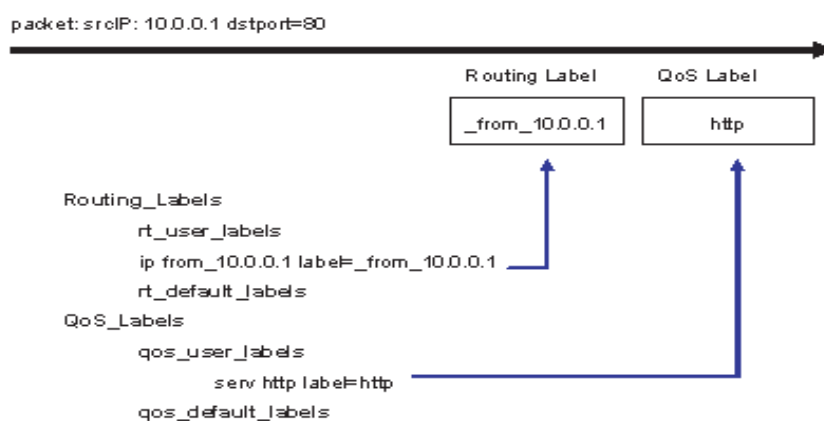 packet: srcIP: 10.0.0.1 dstport=80
Routing Label QoS Label
_from_10.0.0.1 http
Routing_Labels
rt_user_labels
ip from_10.0.0.1 label=_from_10.0.0.1
rt_default_labels
QoS_Labels
qos_user_labels
serv http label=http
qos_default_labels